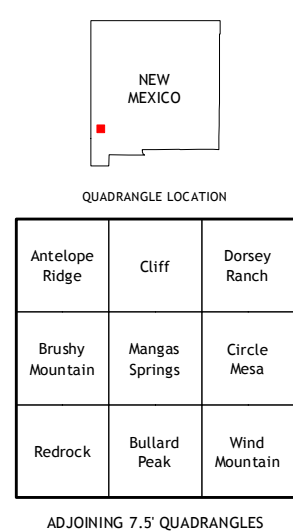 NEW
MEXICO
QUADRANGLE LOCATION
Antelope
Ridge
Cliff
Dorsey
Ranch
Brushy
Mountain
Mangas
Springs
Circle
Mesa
Redrock
Bullard
Peak
Wind
Mountain
ADJOINING 7.5' QUADRANGLES